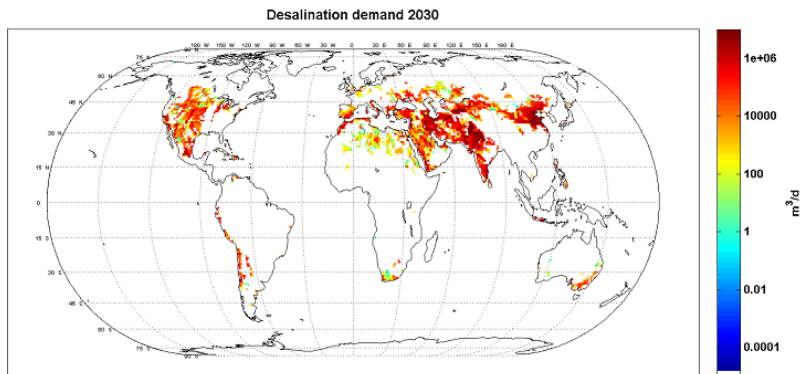 Desalination demand 2030
180 W 150 W 120 W 90 W 60 W 30 W 0 W 30 E 60 E 90 E 120 E 150 E 180 E
75 N
60 N
45 N
30 N
15 N
0
15 S
30 S
45 S
60 S
75 S
90 S
1e+06
10000
100
1
0.01
0.0001
m³/d